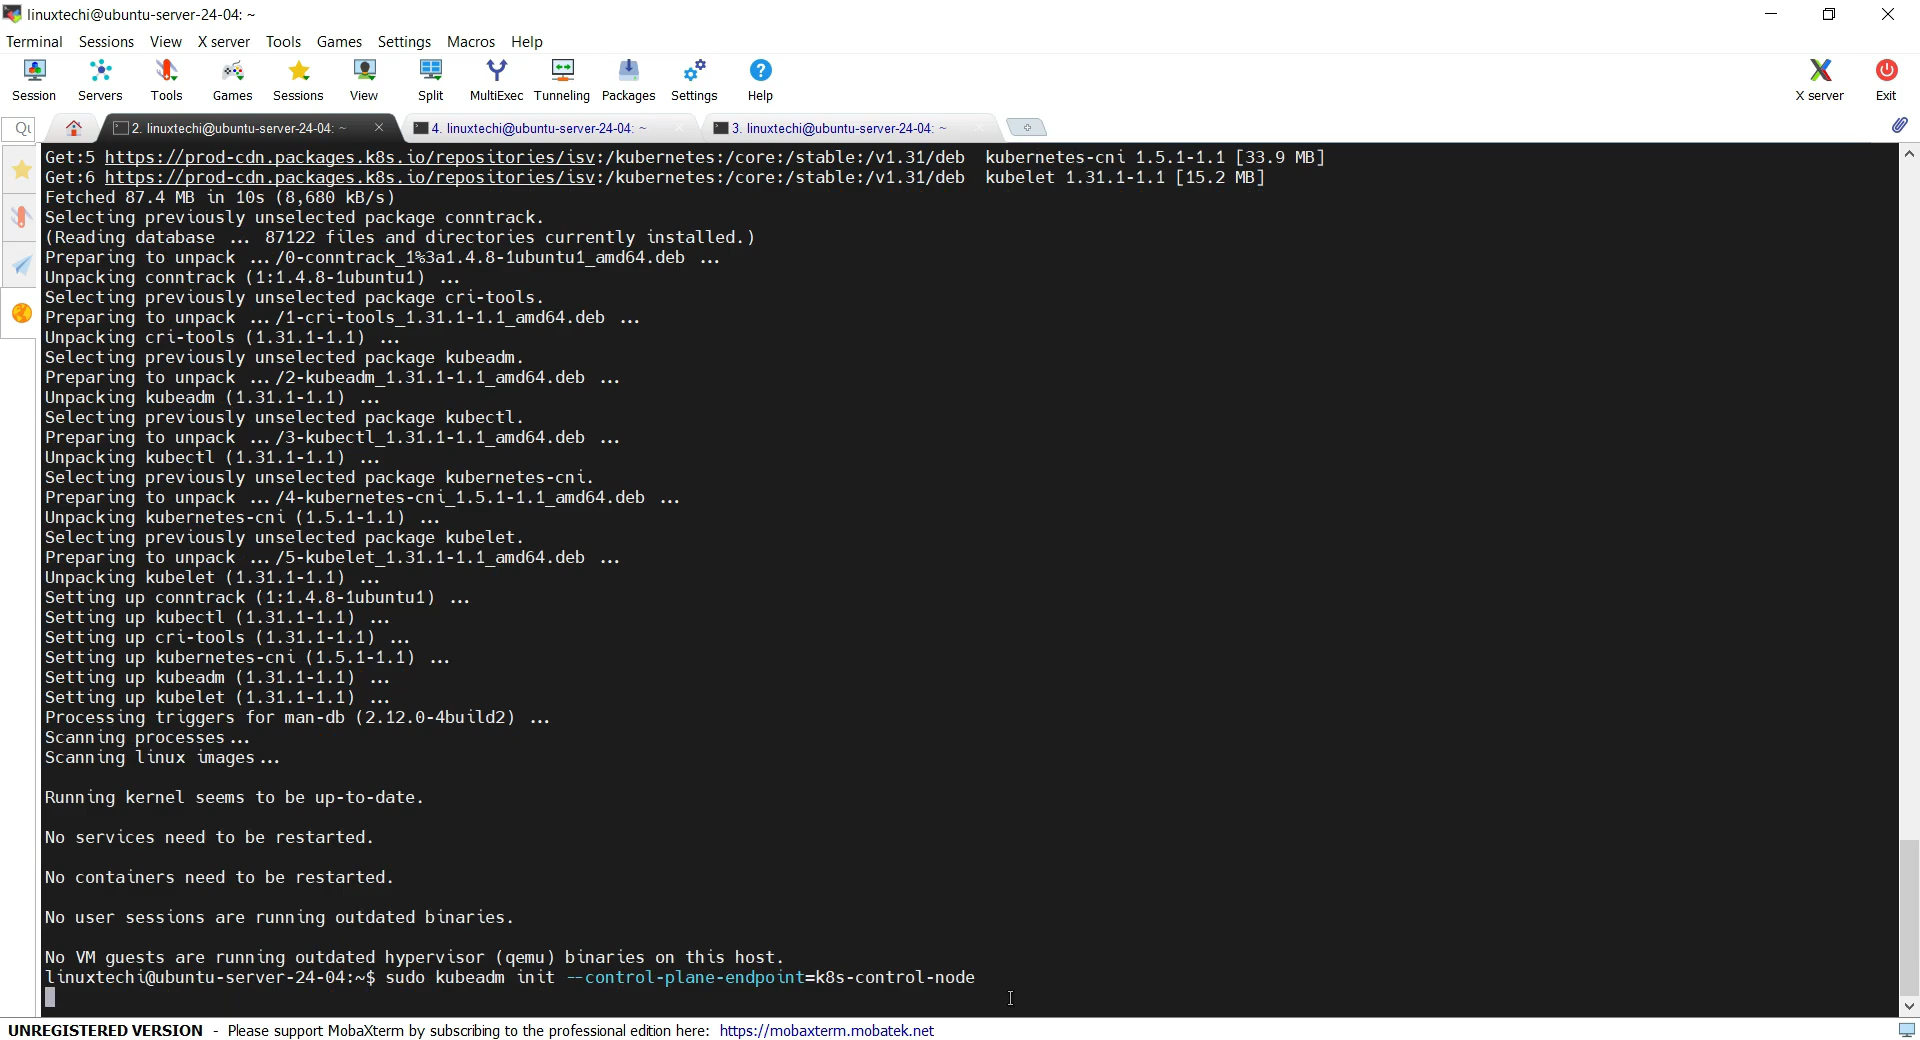 linuxtechi@ubuntu-server-24-04: ~
Terminal Sessions View X server Tools Games Settings Macros Help
Session Servers Tools Games Sessions View Split MultiExec Tunneling Packages Settings Help X server Exit
2. linuxtechi@ubuntu-server-24-04: ~ 4. linuxtechi@ubuntu-server-24-04: ~ 3. linuxtechi@ubuntu-server-24-04: ~
Get:5 https://prod-cdn.packages.k8s.io/repositories/isv:/kubernetes:/core:/stable:/v1.31/deb  kubernetes-cni 1.5.1-1.1 [33.9 MB]
Get:6 https://prod-cdn.packages.k8s.io/repositories/isv:/kubernetes:/core:/stable:/v1.31/deb  kubelet 1.31.1-1.1 [15.2 MB]
Fetched 87.4 MB in 10s (8,680 kB/s)
Selecting previously unselected package conntrack.
(Reading database ... 87122 files and directories currently installed.)
Preparing to unpack .../0-conntrack_1%3a1.4.8-1ubuntu1_amd64.deb ...
Unpacking conntrack (1:1.4.8-1ubuntu1) ...
Selecting previously unselected package cri-tools.
Preparing to unpack .../1-cri-tools_1.31.1-1.1_amd64.deb ...
Unpacking cri-tools (1.31.1-1.1) ...
Selecting previously unselected package kubeadm.
Preparing to unpack .../2-kubeadm_1.31.1-1.1_amd64.deb ...
Unpacking kubeadm (1.31.1-1.1) ...
Selecting previously unselected package kubectl.
Preparing to unpack .../3-kubectl_1.31.1-1.1_amd64.deb ...
Unpacking kubectl (1.31.1-1.1) ...
Selecting previously unselected package kubernetes-cni.
Preparing to unpack .../4-kubernetes-cni_1.5.1-1.1_amd64.deb ...
Unpacking kubernetes-cni (1.5.1-1.1) ...
Selecting previously unselected package kubelet.
Preparing to unpack .../5-kubelet_1.31.1-1.1_amd64.deb ...
Unpacking kubelet (1.31.1-1.1) ...
Setting up conntrack (1:1.4.8-1ubuntu1) ...
Setting up kubectl (1.31.1-1.1) ...
Setting up cri-tools (1.31.1-1.1) ...
Setting up kubernetes-cni (1.5.1-1.1) ...
Setting up kubeadm (1.31.1-1.1) ...
Setting up kubelet (1.31.1-1.1) ...
Processing triggers for man-db (2.12.0-4build2) ...
Scanning processes...
Scanning linux images...
Running kernel seems to be up-to-date.
No services need to be restarted.
No containers need to be restarted.
No user sessions are running outdated binaries.
No VM guests are running outdated hypervisor (qemu) binaries on this host.
linuxtechi@ubuntu-server-24-04:~$ sudo kubeadm init --control-plane-endpoint=k8s-control-node
UNREGISTERED VERSION - Please support MobaXterm by subscribing to the professional edition here: https://mobaxterm.mobatek.net